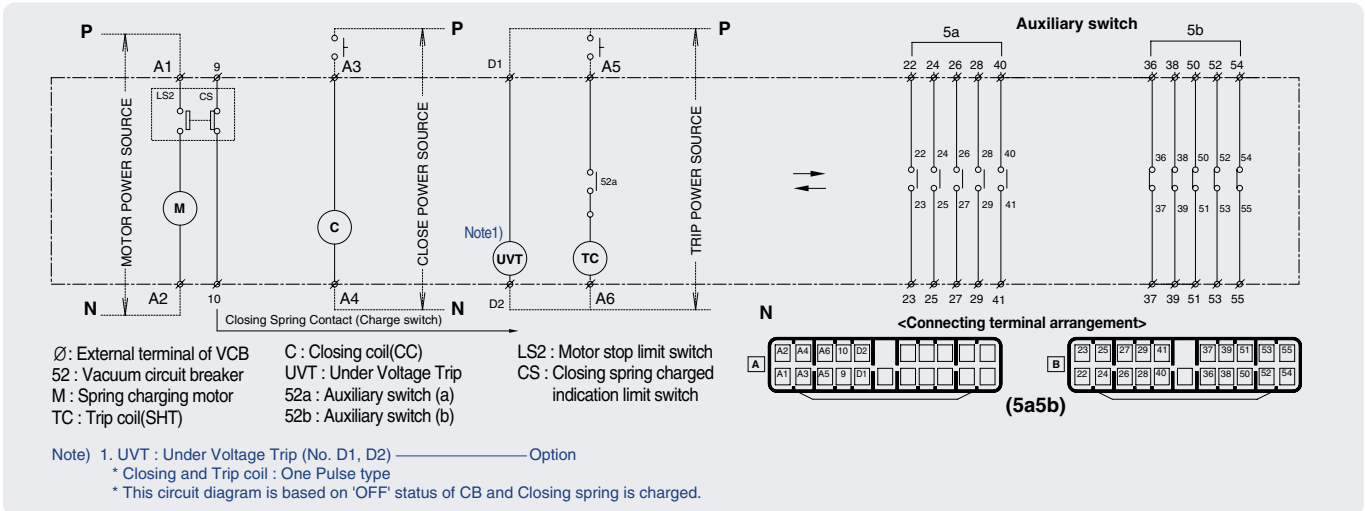 Auxiliary switch
P P P 5a 5b
A1 9 A3 D1 A5 22 24 26 28 40 36 38 50 52 54
LS2 CS
MOTOR POWER SOURCE
CLOSE POWER SOURCE
TRIP POWER SOURCE
52a
22 24 26 28 40 36 38 50 52 54
23 25 27 29 41 37 39 51 53 55
M C Note1) UVT TC
N A2 10 A4 N D2 A6 23 25 27 29 41 37 39 51 53 55
Closing Spring Contact (Charge switch)
N
<Connecting terminal arrangement>
Ø: External terminal of VCB
52 : Vacuum circuit breaker
M : Spring charging motor
TC : Trip coil(SHT)
C : Closing coil(CC)
UVT : Under Voltage Trip
52a : Auxiliary switch (a)
52b : Auxiliary switch (b)
LS2 : Motor stop limit switch
CS : Closing spring charged
indication limit switch
A
A2 A4 A6 10 D2
A1 A3 A5 9 D1
B
23 25 27 29 41 37 39 51 53 55
22 24 26 28 40 36 38 50 52 54
(5a5b)
Note) 1. UVT : Under Voltage Trip (No. D1, D2) Option
* Closing and Trip coil : One Pulse type
* This circuit diagram is based on 'OFF' status of CB and Closing spring is charged.